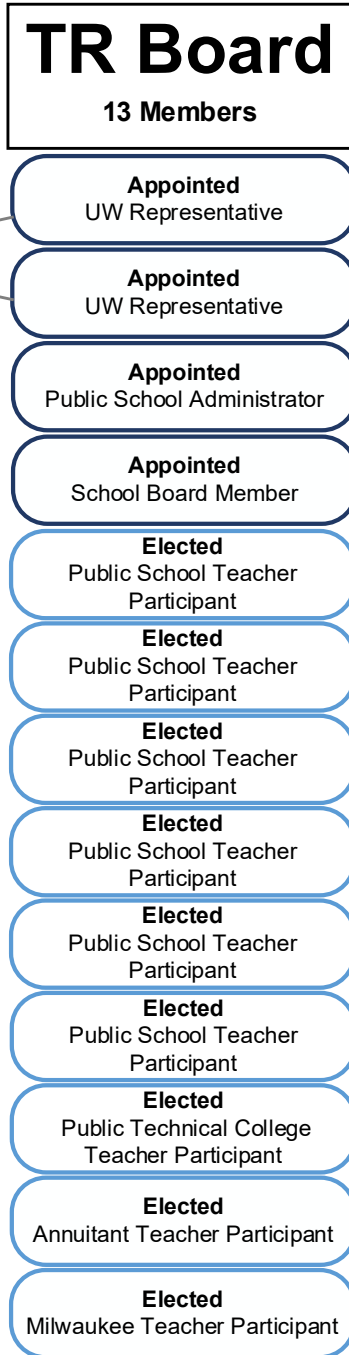 TR Board
13 Members
Appointed
UW Representative
Appointed
UW Representative
Appointed
Public School Administrator
Appointed
School Board Member
Elected
Public School Teacher
Participant
Elected
Public School Teacher
Participant
Elected
Public School Teacher
Participant
Elected
Public School Teacher
Participant
Elected
Public School Teacher
Participant
Elected
Public School Teacher
Participant
Elected
Public Technical College
Teacher Participant
Elected
Annuitant Teacher Participant
Elected
Milwaukee Teacher Participant